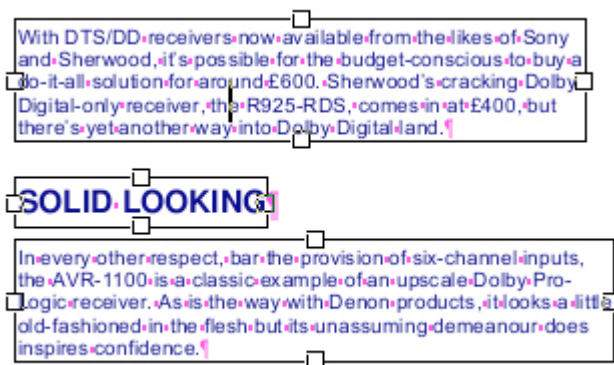 With DTS/DD receivers now available from the likes of Sony
and Sherwood, it's possible for the budget-conscious to buy a
do-it-all solution for around £600. Sherwood's cracking Dolby
Digital-only receiver, the R925-RDS, comes in at £400, but
there's yet another way into Dolby Digital land.¶
SOLID LOOKING¶
In every other respect, bar the provision of six-channel inputs,
the AVR-1100 is a classic example of an upscale Dolby Pro-
Logic receiver. As is the way with Denon products, it looks a little
old-fashioned in the flesh but its unassuming demeanour does
inspires confidence.¶